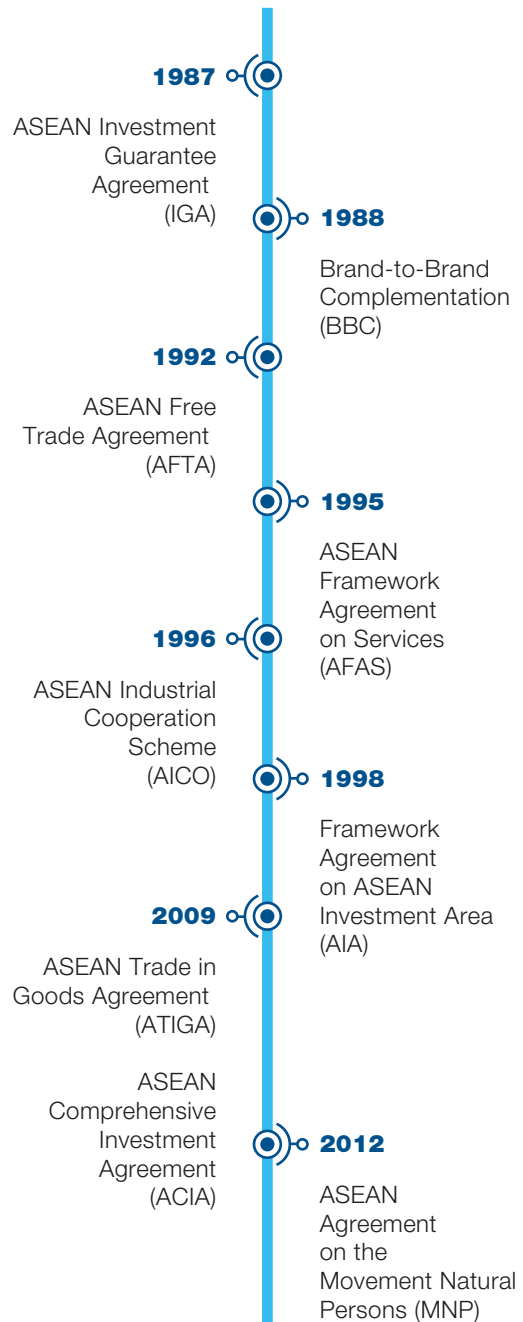 1987
ASEAN Investment
Guarantee
Agreement
(IGA)
1988
Brand-to-Brand
Complementation
(BBC)
1992
ASEAN Free
Trade Agreement
(AFTA)
1995
ASEAN
Framework
Agreement
on Services
(AFAS)
1996
ASEAN Industrial
Cooperation
Scheme
(AICO)
1998
Framework
Agreement
on ASEAN
Investment Area
(AIA)
2009
ASEAN Trade in
Goods Agreement
(ATIGA)
ASEAN
Comprehensive
Investment
Agreement
(ACIA)
2012
ASEAN
Agreement
on the
Movement Natural
Persons (MNP)